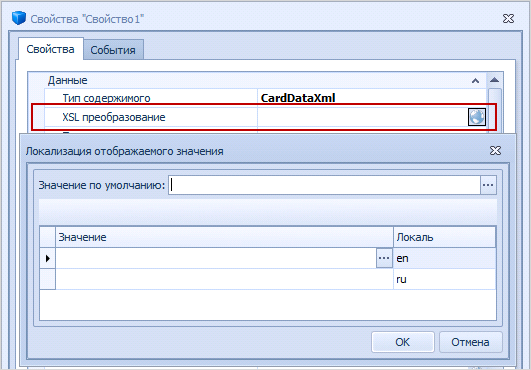 Свойства "Свойство1"
Свойства События
Данные
Тип содержимого CardDataXml
XSL преобразование
Локализация отображаемого значения
Значение по умолчанию:
Значение Локаль
en
ru
OK Отмена